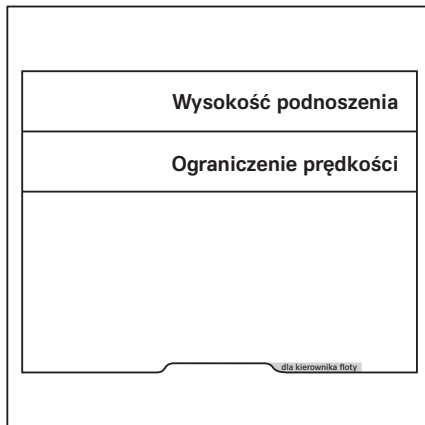 Wysokość podnoszenia
Ograniczenie prędkości
dla kierownika floty